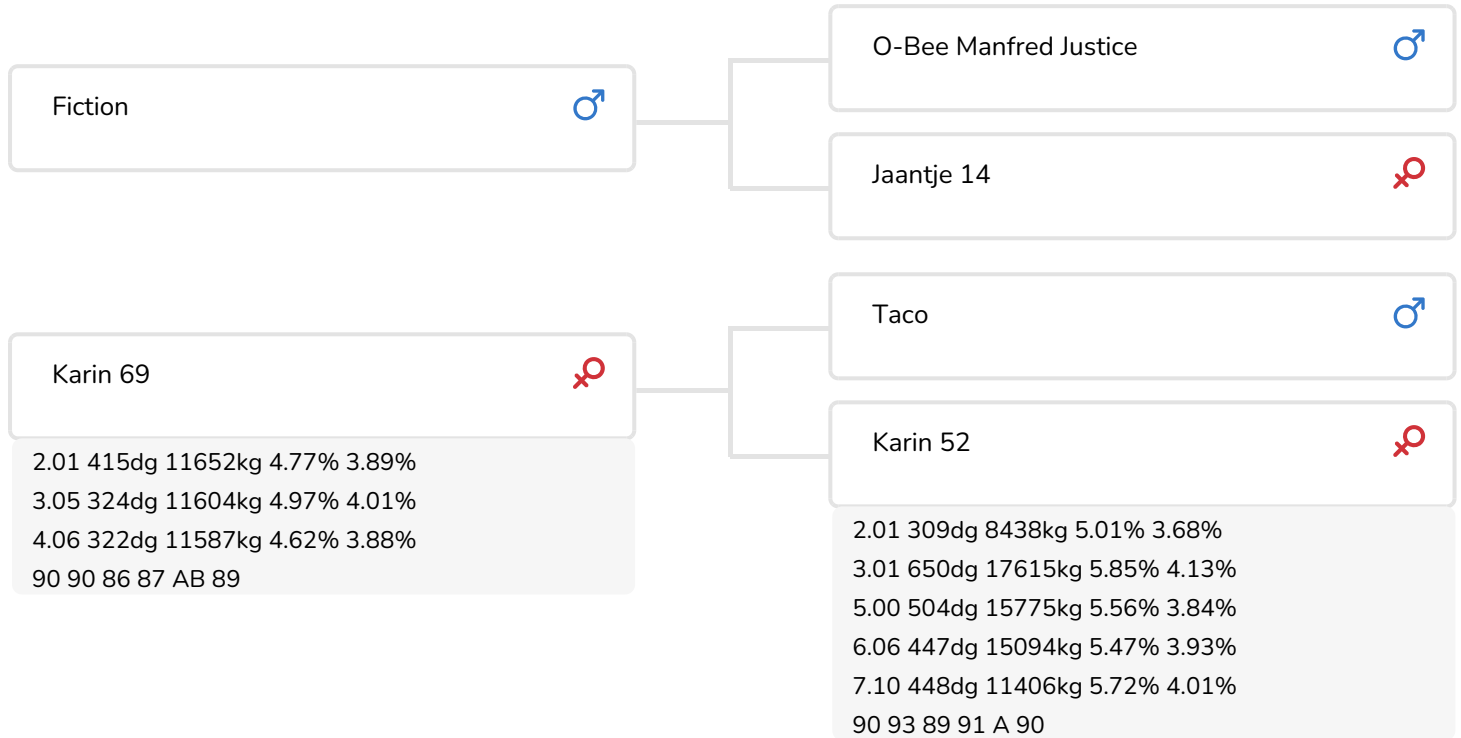 O-Bee Manfred Justice
Fiction
Jaantje 14
Taco
Karin 69
Karin 52
2.01 415dg 11652kg 4.77% 3.89%
3.05 324dg 11604kg 4.97% 4.01%
4.06 322dg 11587kg 4.62% 3.88%
90 90 86 87 AB 89
2.01 309dg 8438kg 5.01% 3.68%
3.01 650dg 17615kg 5.85% 4.13%
5.00 504dg 15775kg 5.56% 3.84%
6.06 447dg 15094kg 5.47% 3.93%
7.10 448dg 11406kg 5.72% 4.01%
90 93 89 91 A 90